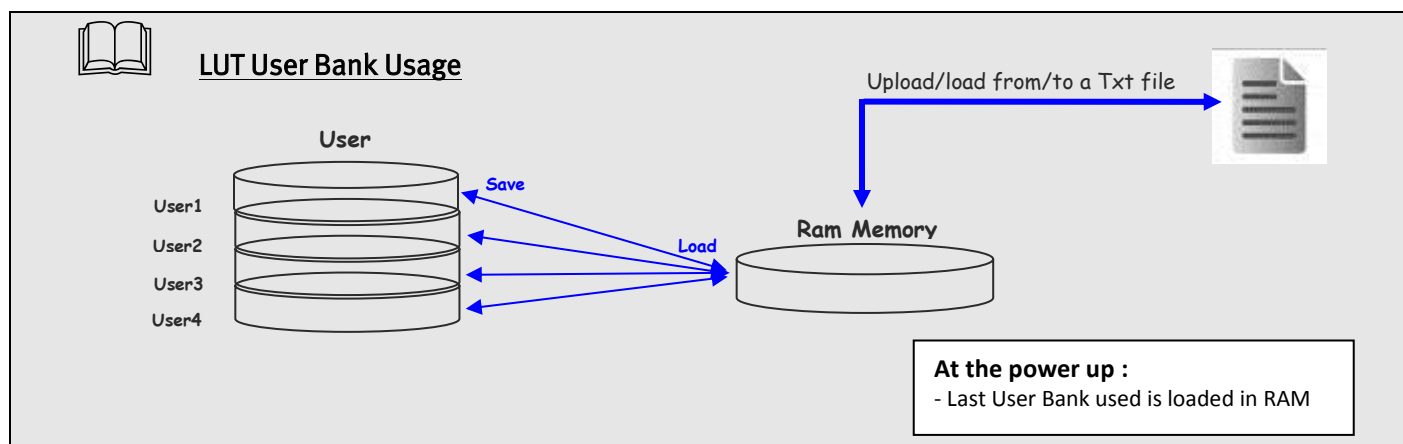 LUT User Bank Usage
Upload/load from/to a Txt file
User
Save
User1
Ram Memory
User2
Load
User3
User4
At the power up :
- Last User Bank used is loaded in RAM